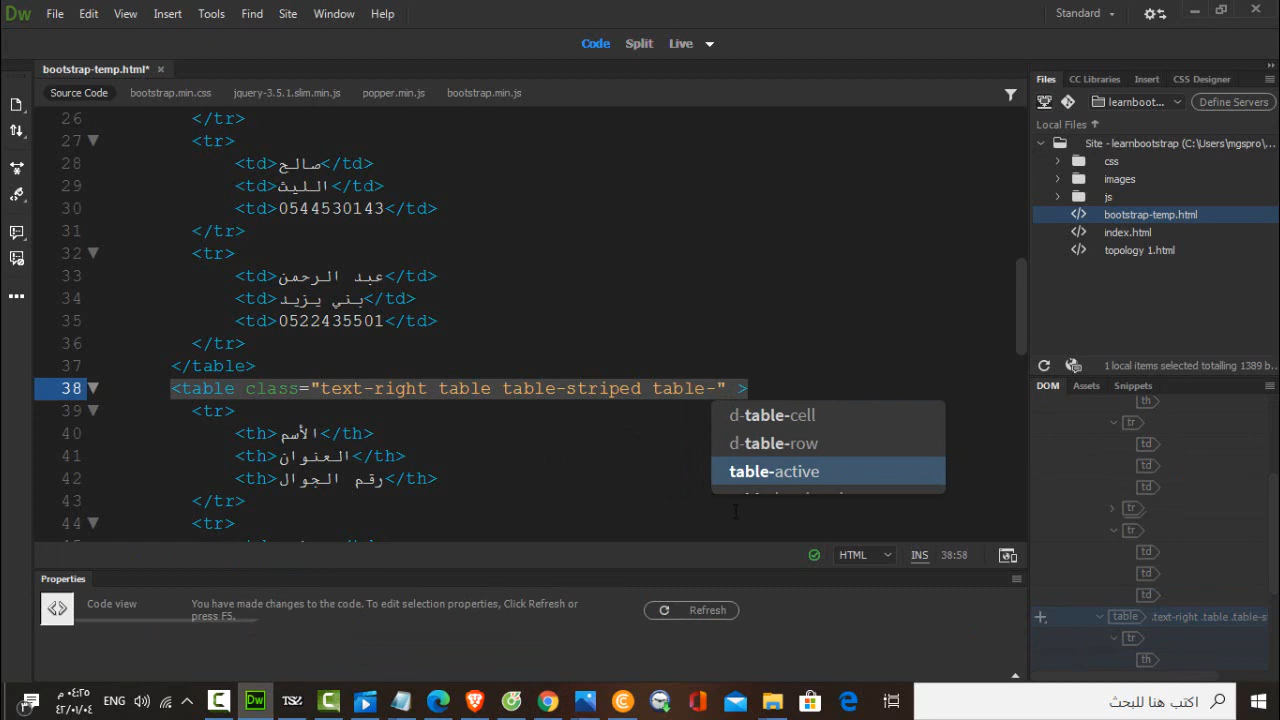 Dw File Edit View Insert Tools Find Site Window Help Standard
Code Split Live
bootstrap-temp.html*
Source Code bootstrap.min.css jquery-3.5.1.slim.min.js popper.min.js bootstrap.min.js
26 </tr>
27 <tr>
28 <td>صالح</td>
29 <td>الليث</td>
30 <td>0544530143</td>
31 </tr>
32 <tr>
33 <td>عبد الرحمن</td>
34 <td>بني يزيد</td>
35 <td>0522435501</td>
36 </tr>
37 </table>
38 <table class="text-right table table-striped table-" >
39 <tr>
40 <th>الأسم</th>
41 <th>العنوان</th>
42 <th>رقم الجوال</th>
43 </tr>
44 <tr>
d-table-cell
d-table-row
table-active
HTML INS 38:58
Properties
Code view
You have made changes to the code. To edit selection properties, Click Refresh or
press F5.
Refresh
Files CC Libraries Insert CSS Designer
learnboot... Define Servers
Local Files
Site - learnbootstrap (C:\Users\mgspro\...
css
images
js
bootstrap-temp.html
index.html
topology 1.html
1 local items selected totalling 1389 b
DOM Assets Snippets
th
tr
td
td
td
tr
tr
td
td
td
table .text-right .table .table-s
tr
th
ENG
اكتب هنا للبحث